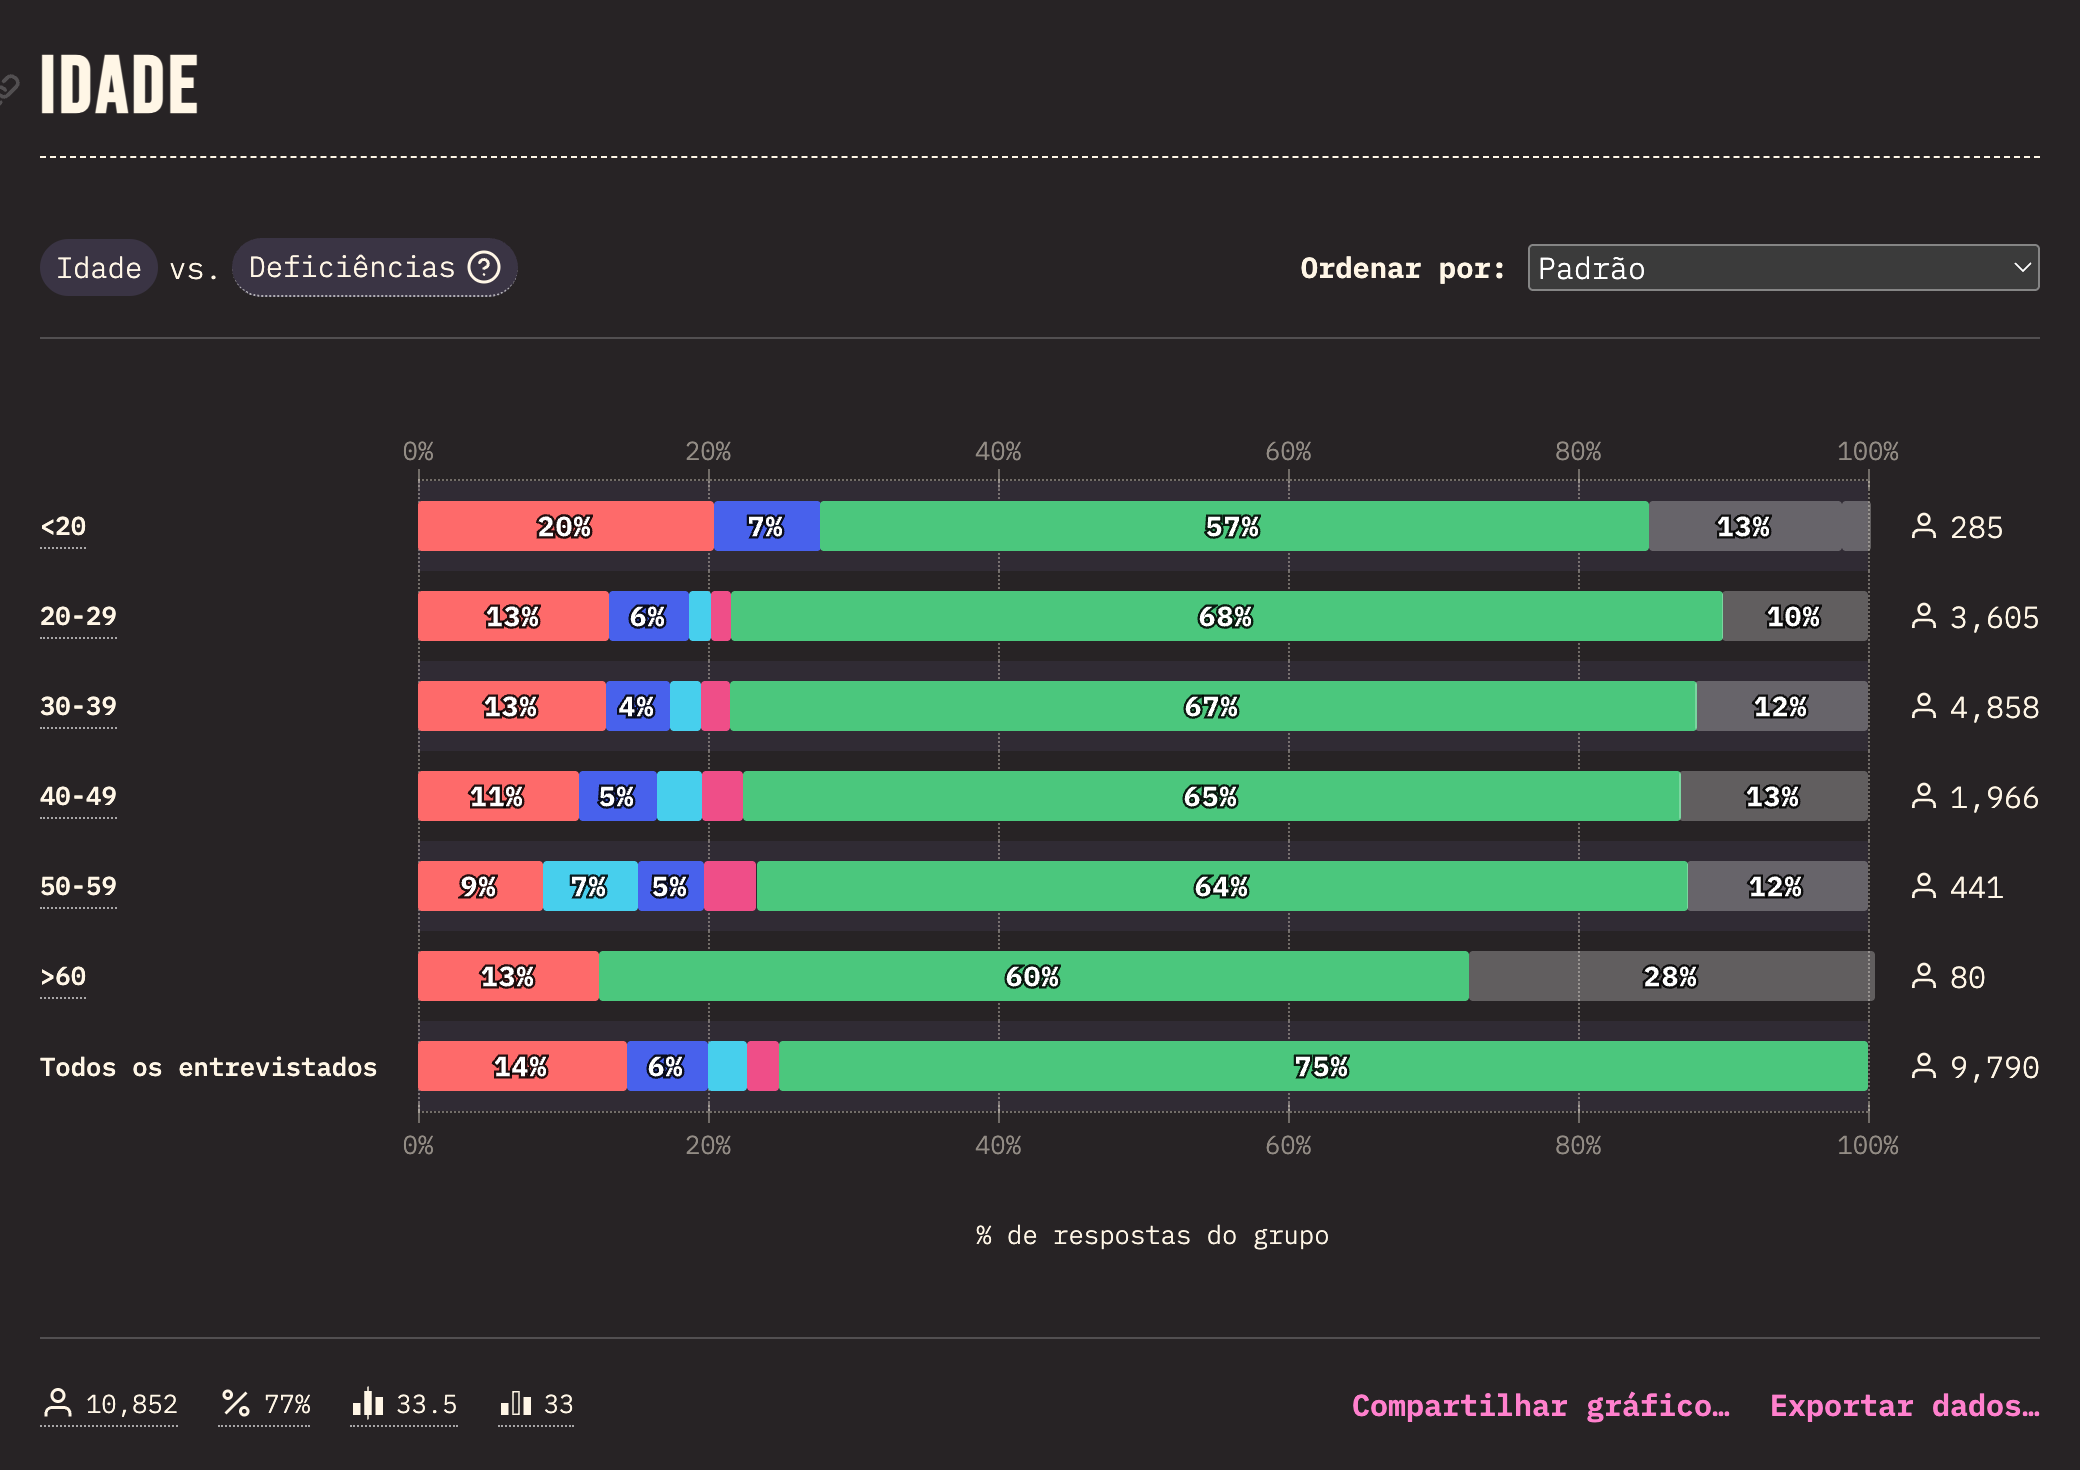 IDADE
Idade vs. Deficiências ?
Ordenar por: Padrão
0% 20% 40% 60% 80% 100%
<20 20% 7% 57% 13% 285
20-29 13% 6% 68% 10% 3,605
30-39 13% 4% 67% 12% 4,858
40-49 11% 5% 65% 13% 1,966
50-59 9% 7% 5% 64% 12% 441
>60 13% 60% 28% 80
Todos os entrevistados 14% 6% 75% 9,790
0% 20% 40% 60% 80% 100%
% de respostas do grupo
10,852 % 77% 33.5 33 Compartilhar gráfico… Exportar dados…